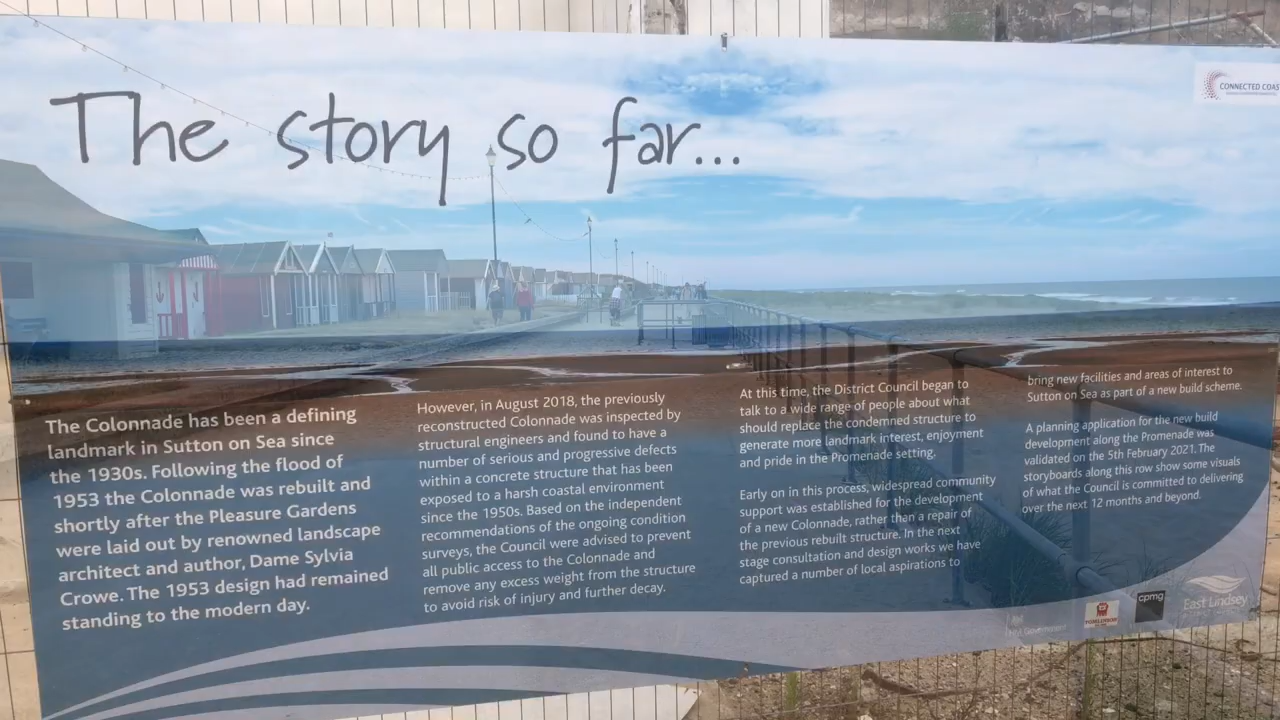 The story so far...
CONNECTED COAS
The Colonnade has been a defining
landmark in Sutton on Sea since
the 1930s. Following the flood of
1953 the Colonnade was rebuilt and
shortly after the Pleasure Gardens
were laid out by renowned landscape
architect and author, Dame Sylvia
Crowe. The 1953 design had remained
standing to the modern day.
However, in August 2018, the previously
reconstructed Colonnade was inspected by
structural engineers and found to have a
number of serious and progressive defects
within a concrete structure that has been
exposed to a harsh coastal environment
since the 1950s. Based on the independent
recommendations of the ongoing condition
surveys, the Council were advised to prevent
all public access to the Colonnade and
remove any excess weight from the structure
to avoid risk of injury and further decay.
At this time, the District Council began to
talk to a wide range of people about what
should replace the condemned structure to
generate more landmark interest, enjoyment
and pride in the Promenade setting.
Early on in this process, widespread community
support was established for the development
of a new Colonnade, rather than a repair of
the previous rebuilt structure. In the next
stage consultation and design works we have
captured a number of local aspirations to
bring new facilities and areas of interest to
Sutton on Sea as part of a new build scheme.
A planning application for the new build
development along the Promenade was
validated on the 5th February 2021. The
storyboards along this row show some visuals
of what the Council is committed to delivering
over the next 12 months and beyond.
cpmg
East Lindsey